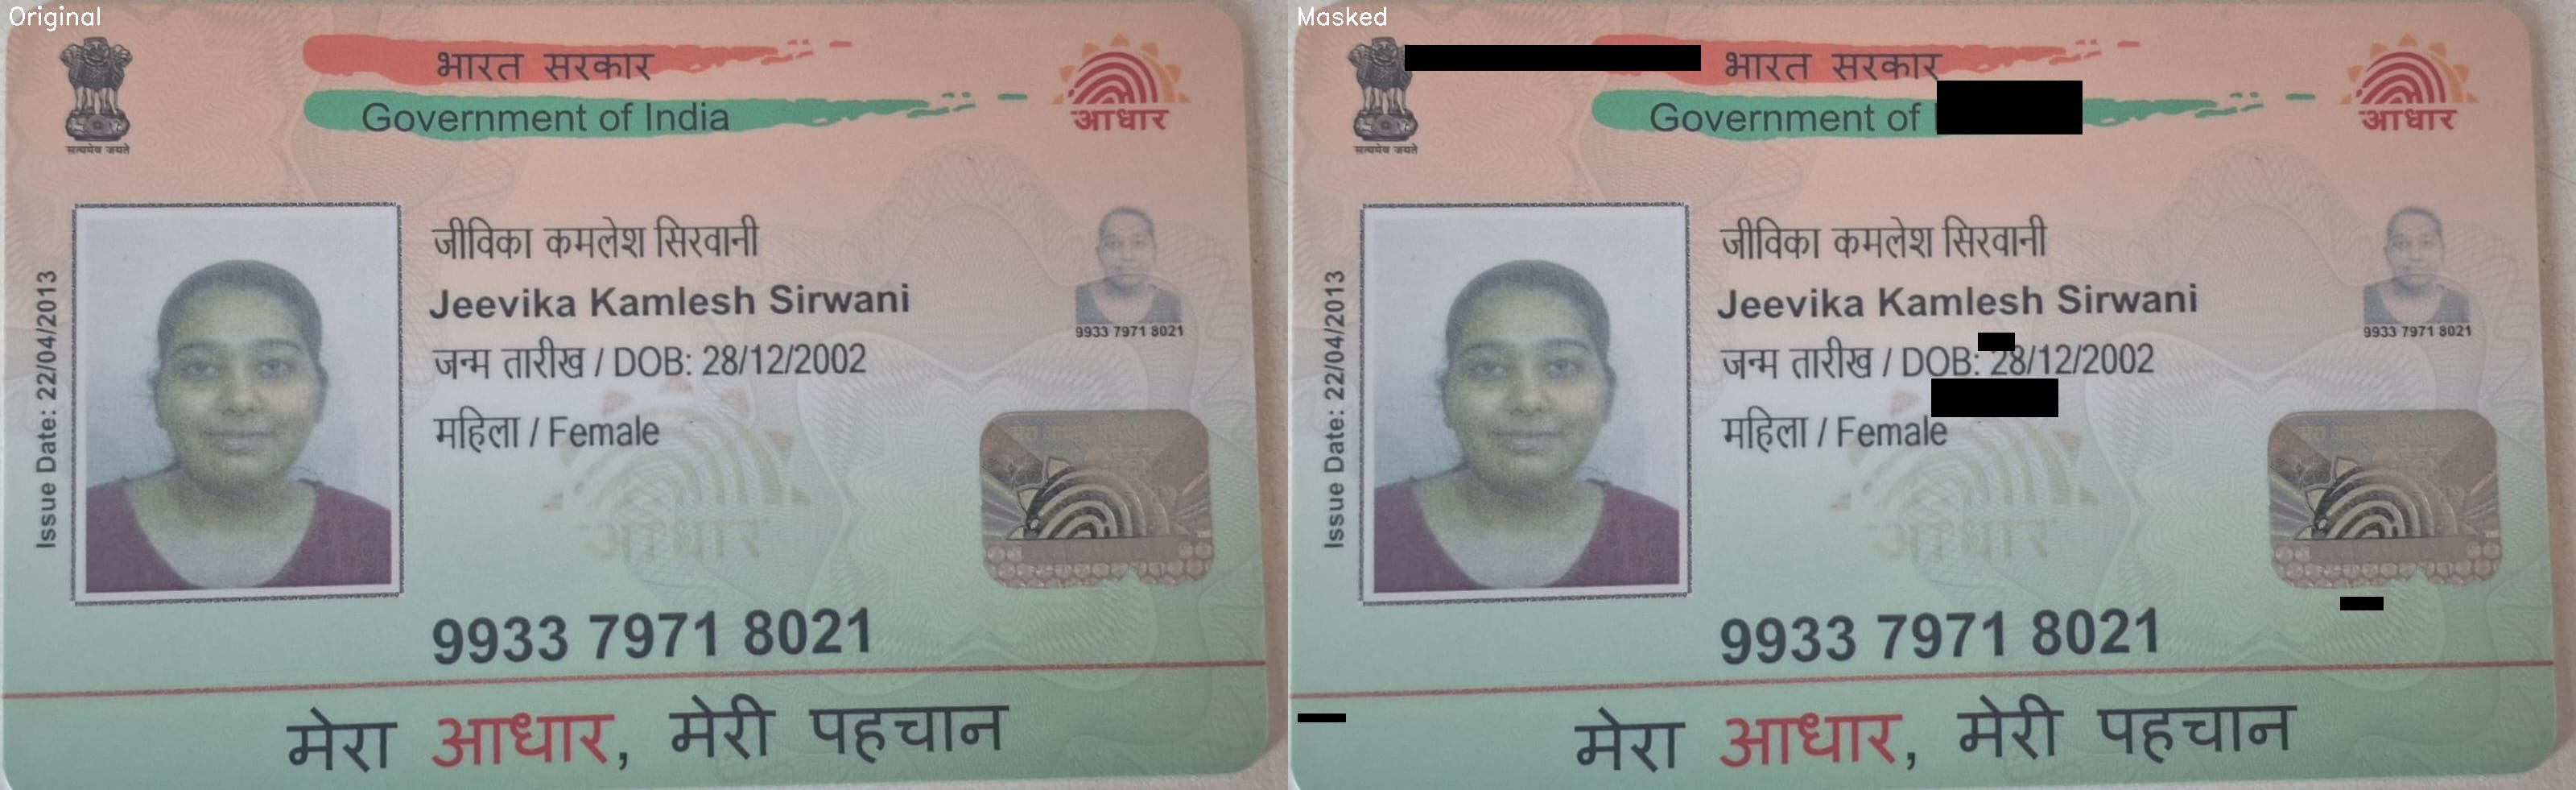 Original
भारत सरकार
Government of India
आधार
सत्यमेव जयते
जीविका कमलेश सिरवानी
Jeevika Kamlesh Sirwani
9933 7971 8021
जन्म तारीख / DOB: 28/12/2002
महिला / Female
Issue Date: 22/04/2013
आधार
9933 7971 8021
मेरा आधार, मेरी पहचान
Masked
भारत सरकार
Government of
आधार
सत्यमेव जयते
जीविका कमलेश सिरवानी
Jeevika Kamlesh Sirwani
9933 7971 8021
जन्म तारीख / DOB: 28/12/2002
महिला / Female
Issue Date: 22/04/2013
आधार
9933 7971 8021
मेरा आधार, मेरी पहचान